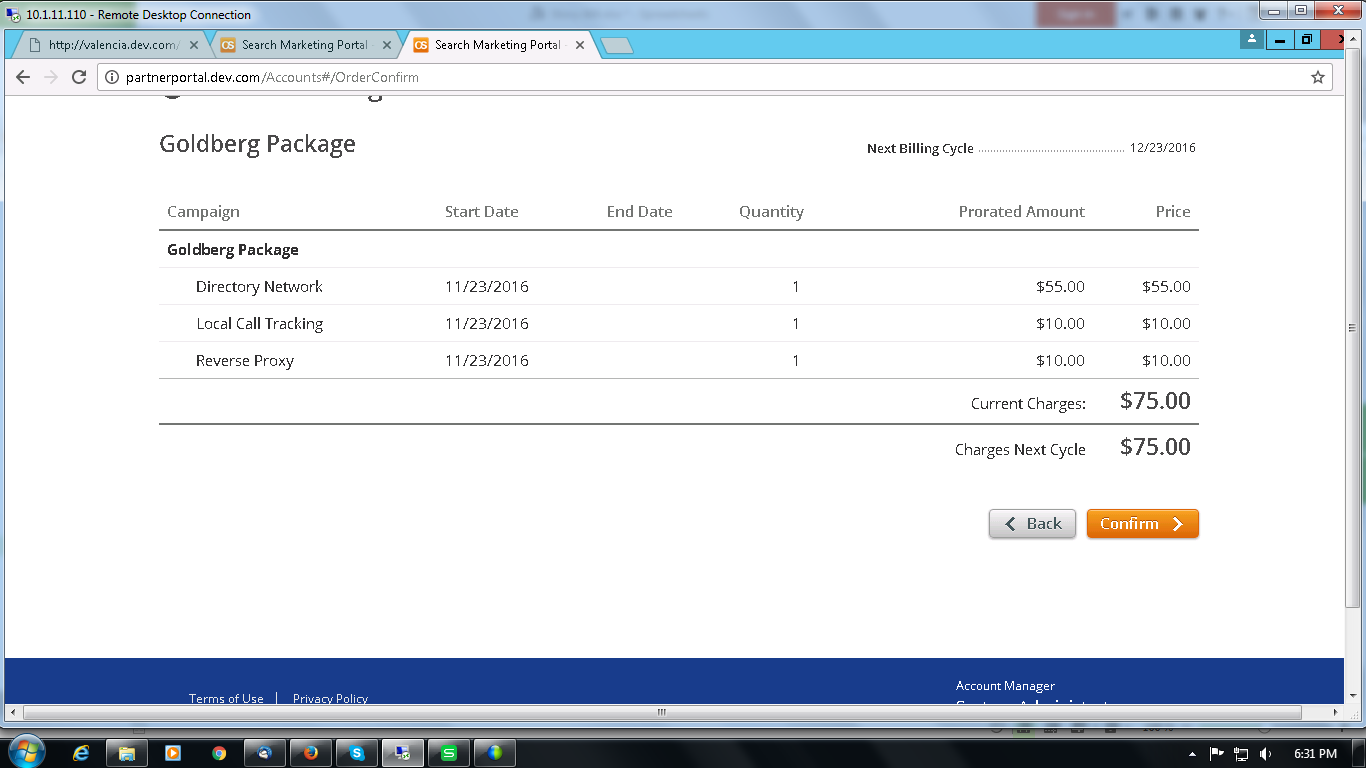 10.1.11.110 - Remote Desktop Connection
http://valencia.dev.com/
Search Marketing Portal -
Search Marketing Portal -
partnerportal.dev.com/Accounts#/OrderConfirm
Goldberg Package
Next Billing Cycle 12/23/2016
Campaign Start Date End Date Quantity Prorated Amount Price
Goldberg Package
Directory Network 11/23/2016 1 $55.00 $55.00
Local Call Tracking 11/23/2016 1 $10.00 $10.00
Reverse Proxy 11/23/2016 1 $10.00 $10.00
Current Charges: $75.00
Charges Next Cycle $75.00
Back Confirm
Terms of Use | Privacy Policy
Account Manager
6:31 PM